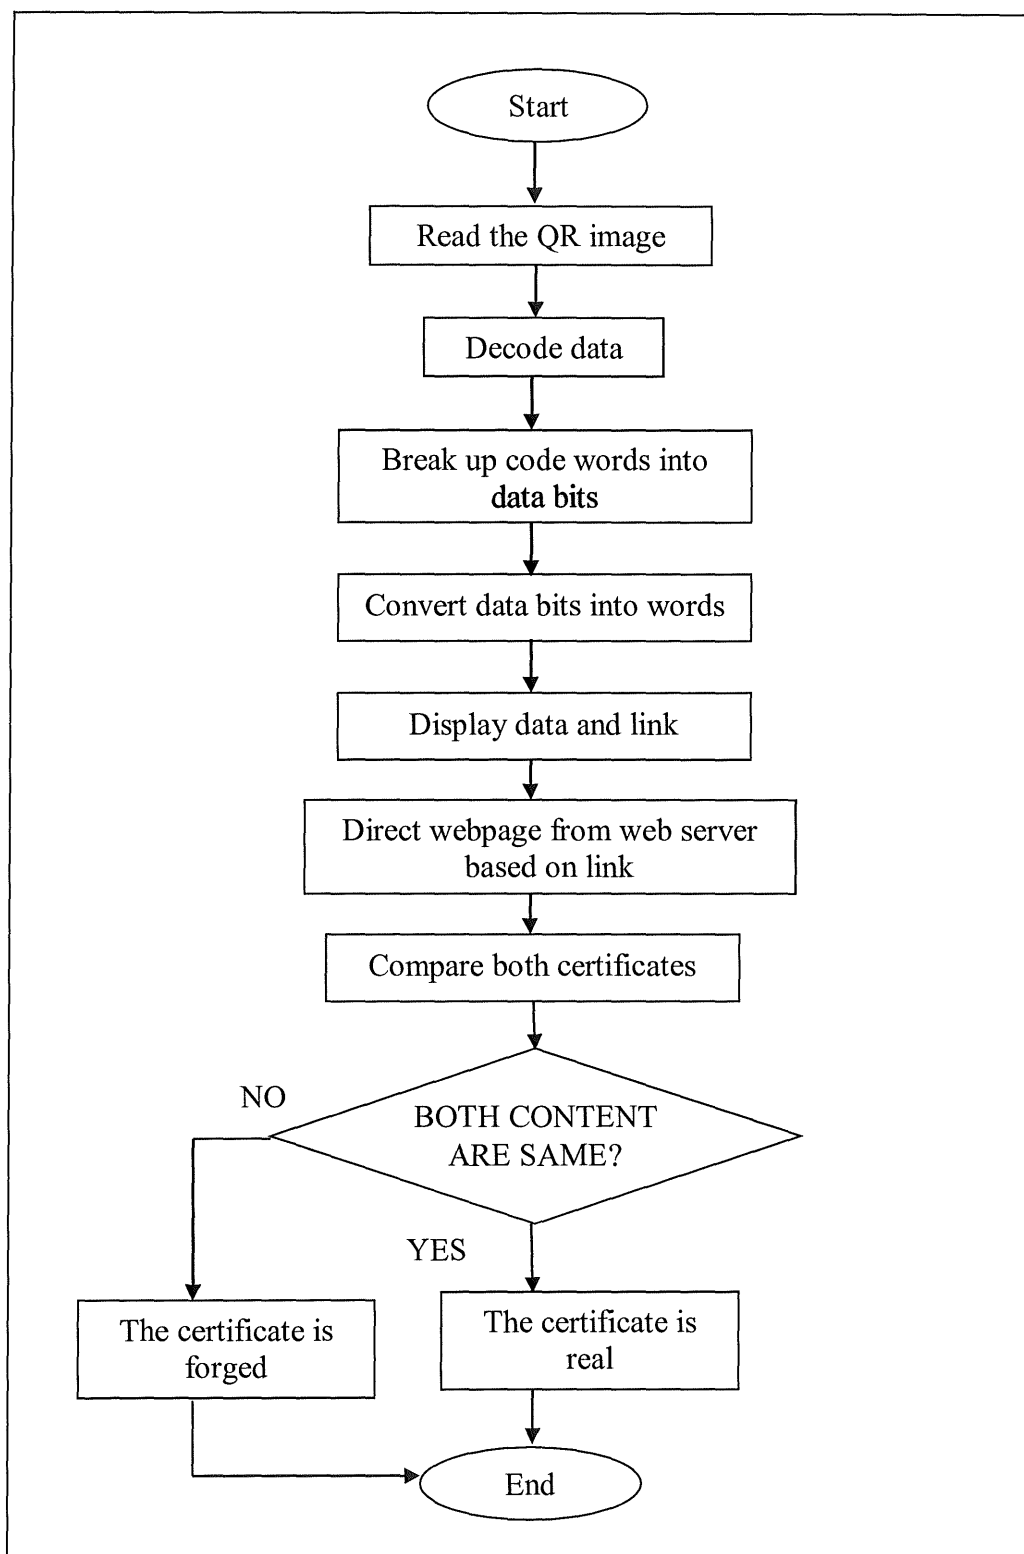 Start
Read the QR image
Decode data
Break up code words into
data bits
Convert data bits into words
Display data and link
Direct webpage from web server
based on link
Compare both certificates
NO
BOTH CONTENT
ARE SAME?
YES
The certificate is
forged
The certificate is
real
End